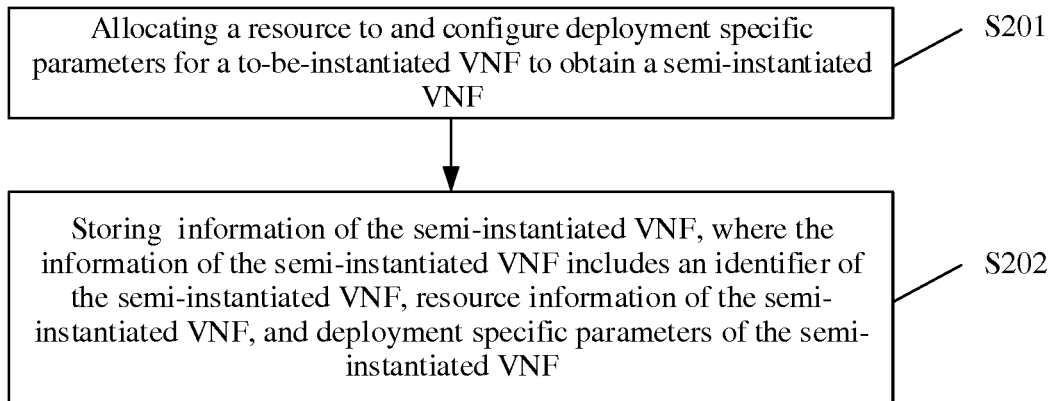 Allocating a resource to and configure deployment specific
parameters for a to-be-instantiated VNF to obtain a semi-instantiated
VNF
S201
Storing information of the semi-instantiated VNF, where the
information of the semi-instantiated VNF includes an identifier of
the semi-instantiated VNF, resource information of the semi-
instantiated VNF, and deployment specific parameters of the semi-
instantiated VNF
S202